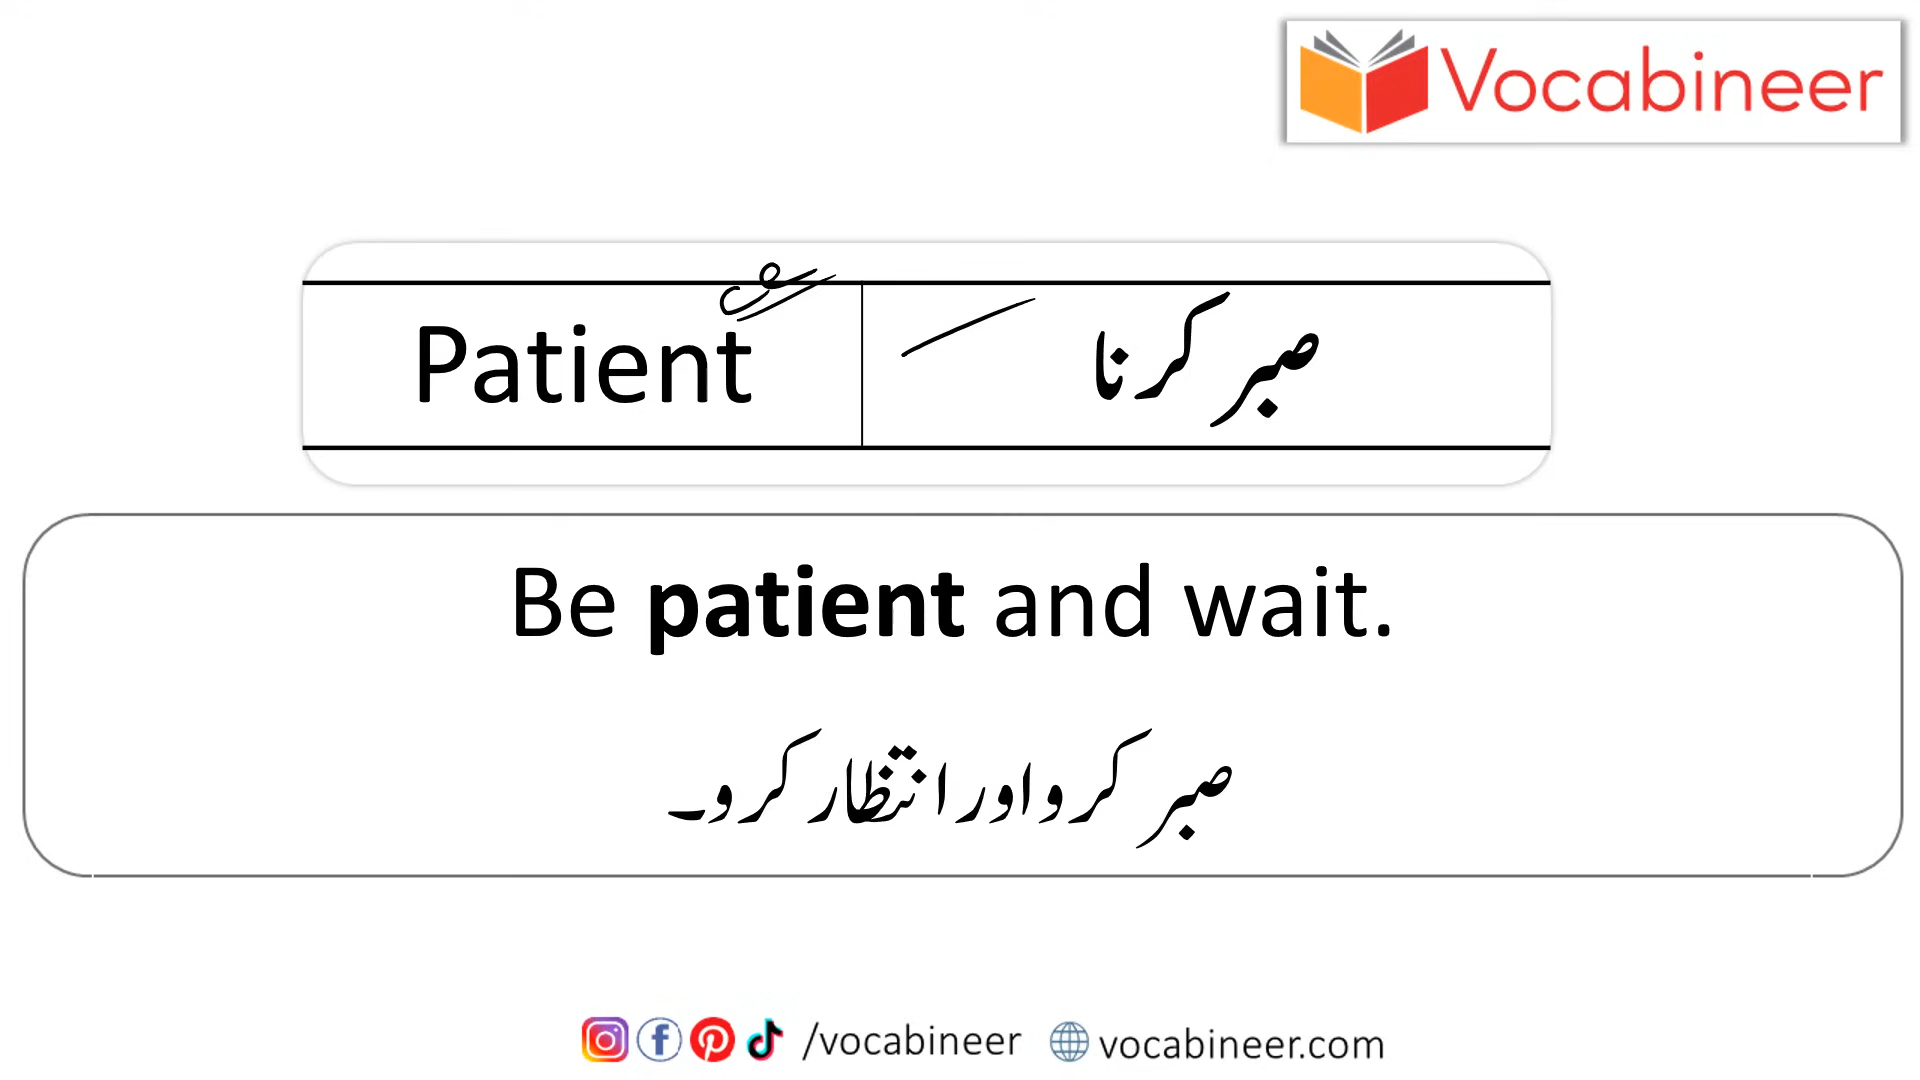 Vocabineer
Patient
صبر کرنا
Be patient and wait.
صبر کرو اور انتظار کرو۔
/vocabineer vocabineer.com